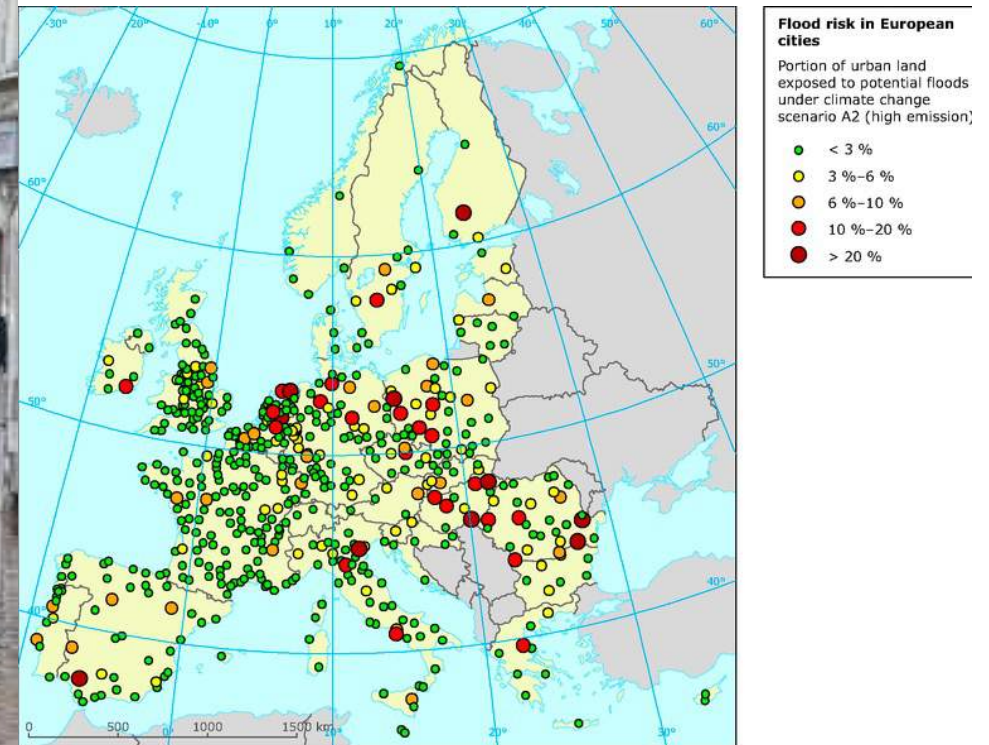 -30° -20° -10° 0° 10° 20° 30° 40° 50° 60°
60°
60°
50°
50°
40°
40°
0 500 1000 1500 km
0° 10° 20° 30°
Flood risk in European
cities
Portion of urban land
exposed to potential floods
under climate change
scenario A2 (high emission)
< 3 %
3 %–6 %
6 %–10 %
10 %–20 %
> 20 %